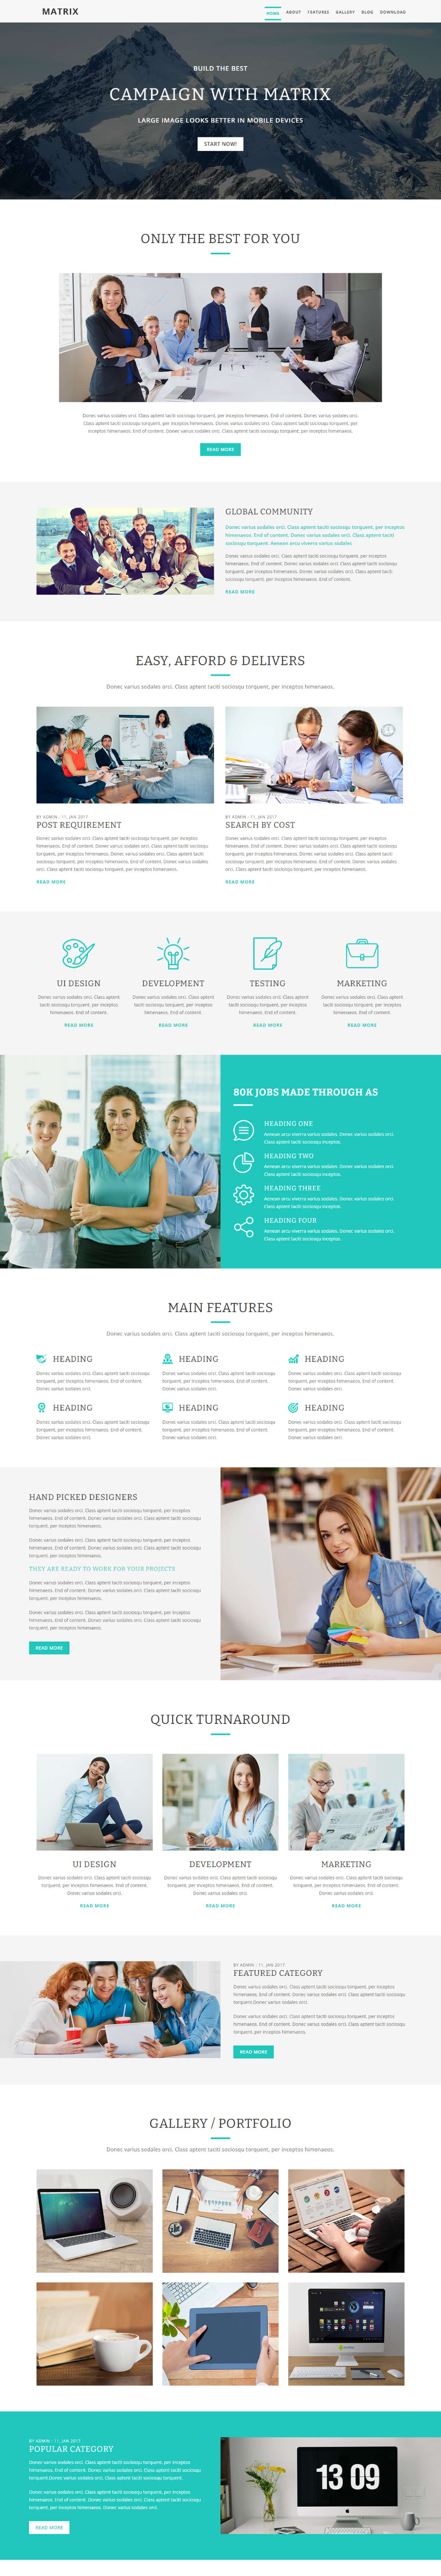 MATRIX
HOME ABOUT FEATURES GALLERY BLOG DOWNLOAD
BUILD THE BEST
CAMPAIGN WITH MATRIX
LARGE IMAGE LOOKS BETTER IN MOBILE DEVICES
START NOW!
ONLY THE BEST FOR YOU
Donec varius sodales orci. Class aptent taciti sociosqu torquent, per inceptos himenaeos. End of content. Donec varius sodales orci.
Class aptent taciti sociosqu torquent, per inceptos himenaeos. Donec varius sodales orci. Class aptent taciti sociosqu torquent, per
inceptos himenaeos. End of content. Donec varius sodales orci. Class aptent taciti sociosqu torquent, per inceptos himenaeos.
READ MORE
GLOBAL COMMUNITY
Donec varius sodales orci. Class aptent taciti sociosqu torquent, per inceptos
himenaeos. End of content. Donec varius sodales orci. Class aptent taciti
sociosqu torquent. Aenean arcu viverra varius sodales
Donec varius sodales orci. Class aptent taciti sociosqu torquent, per inceptos
himenaeos. End of content. Donec varius sodales orci. Class aptent taciti sociosqu
torquent, per inceptos himenaeos. Donec varius sodales orci. Class aptent taciti
sociosqu torquent, per inceptos himenaeos. End of content.
READ MORE
EASY, AFFORD & DELIVERS
Donec varius sodales orci. Class aptent taciti sociosqu torquent, per inceptos himenaeos.
BY ADMIN : 11, JAN 2017
POST REQUIREMENT
Donec varius sodales orci. Class aptent taciti sociosqu torquent, per inceptos
himenaeos. End of content. Donec varius sodales orci. Class aptent taciti sociosqu
torquent, per inceptos himenaeos. Donec varius sodales orci. Class aptent taciti
sociosqu torquent, per inceptos himenaeos. End of content. Donec varius sodales
orci. Class aptent taciti sociosqu torquent, per inceptos himenaeos.
READ MORE
BY ADMIN : 11, JAN 2017
SEARCH BY COST
Donec varius sodales orci. Class aptent taciti sociosqu torquent, per inceptos
himenaeos. End of content. Donec varius sodales orci. Class aptent taciti sociosqu
torquent, per inceptos himenaeos. Donec varius sodales orci. Class aptent taciti
sociosqu torquent, per inceptos himenaeos. End of content. Donec varius sodales
orci. Class aptent taciti sociosqu torquent, per inceptos himenaeos.
READ MORE
UI DESIGN
Donec varius sodales orci. Class aptent
taciti sociosqu torquent, per inceptos
himenaeos. End of content.
READ MORE
DEVELOPMENT
Donec varius sodales orci. Class aptent
taciti sociosqu torquent, per inceptos
himenaeos. End of content.
READ MORE
TESTING
Donec varius sodales orci. Class aptent
taciti sociosqu torquent, per inceptos
himenaeos. End of content.
READ MORE
MARKETING
Donec varius sodales orci. Class aptent
taciti sociosqu torquent, per inceptos
himenaeos. End of content.
READ MORE
80K JOBS MADE THROUGH AS
HEADING ONE
Aenean arcu viverra varius sodales. Donec varius sodales orci.
Class aptent taciti sociosqu inceptos.
HEADING TWO
Aenean arcu viverra varius sodales. Donec varius sodales orci.
Class aptent taciti sociosqu inceptos.
HEADING THREE
Aenean arcu viverra varius sodales. Donec varius sodales orci.
Class aptent taciti sociosqu inceptos.
HEADING FOUR
Aenean arcu viverra varius sodales. Donec varius sodales orci.
Class aptent taciti sociosqu inceptos.
MAIN FEATURES
Donec varius sodales orci. Class aptent taciti sociosqu torquent, per inceptos himenaeos.
HEADING
Donec varius sodales orci. Class aptent taciti sociosqu
torquent, per inceptos himenaeos. End of content.
Donec varius sodales orci.
HEADING
Donec varius sodales orci. Class aptent taciti sociosqu
torquent, per inceptos himenaeos. End of content.
Donec varius sodales orci.
HEADING
Donec varius sodales orci. Class aptent taciti sociosqu
torquent, per inceptos himenaeos. End of content.
Donec varius sodales orci.
HEADING
Donec varius sodales orci. Class aptent taciti sociosqu
torquent, per inceptos himenaeos. End of content.
Donec varius sodales orci.
HEADING
Donec varius sodales orci. Class aptent taciti sociosqu
torquent, per inceptos himenaeos. End of content.
Donec varius sodales orci.
HEADING
Donec varius sodales orci. Class aptent taciti sociosqu
torquent, per inceptos himenaeos. End of content.
Donec varius sodales orci.
HAND PICKED DESIGNERS
Donec varius sodales orci. Class aptent taciti sociosqu torquent, per inceptos
himenaeos. End of content. Donec varius sodales orci. Class aptent taciti sociosqu
torquent, per inceptos himenaeos.
Donec varius sodales orci. Class aptent taciti sociosqu torquent, per inceptos
himenaeos. End of content. Donec varius sodales orci. Class aptent taciti sociosqu
torquent, per inceptos himenaeos.
THEY ARE READY TO WORK FOR YOUR PROJECTS
Donec varius sodales orci. Class aptent taciti sociosqu torquent, per inceptos
himenaeos. End of content. Donec varius sodales orci. Class aptent taciti sociosqu
torquent, per inceptos himenaeos.
Donec varius sodales orci. Class aptent taciti sociosqu torquent, per inceptos
himenaeos. End of content. Donec varius sodales orci. Class aptent taciti sociosqu
torquent, per inceptos himenaeos.
READ MORE
QUICK TURNAROUND
UI DESIGN
Donec varius sodales orci. Class aptent taciti sociosqu
torquent, per inceptos himenaeos. End of content.
Donec varius sodales orci.
READ MORE
DEVELOPMENT
Donec varius sodales orci. Class aptent taciti sociosqu
torquent, per inceptos himenaeos. End of content.
Donec varius sodales orci.
READ MORE
MARKETING
Donec varius sodales orci. Class aptent taciti sociosqu
torquent, per inceptos himenaeos. End of content.
Donec varius sodales orci.
READ MORE
BY ADMIN : 11, JAN 2017
FEATURED CATEGORY
Donec varius sodales orci. Class aptent taciti sociosqu torquent, per inceptos
himenaeos. End of content. Donec varius sodales orci. Class aptent taciti sociosqu
torquent.Donec varius sodales orci.
Donec varius sodales orci. Class aptent taciti sociosqu torquent, per inceptos
himenaeos. End of content. Donec varius sodales orci. Class aptent taciti sociosqu
torquent, per inceptos himenaeos.
READ MORE
GALLERY / PORTFOLIO
Donec varius sodales orci. Class aptent taciti sociosqu torquent, per inceptos himenaeos.
BY ADMIN : 11, JAN 2017
POPULAR CATEGORY
Donec varius sodales orci. Class aptent taciti sociosqu torquent, per inceptos
himenaeos. End of content. Donec varius sodales orci. Class aptent taciti sociosqu
torquent.Donec varius sodales orci. Class aptent taciti sociosqu torquent
Donec varius sodales orci. Class aptent taciti sociosqu torquent, per inceptos
himenaeos. End of content. Donec varius sodales orci. Class aptent taciti sociosqu
torquent, per inceptos himenaeos. Donec varius sodales orci.
READ MORE
13 09